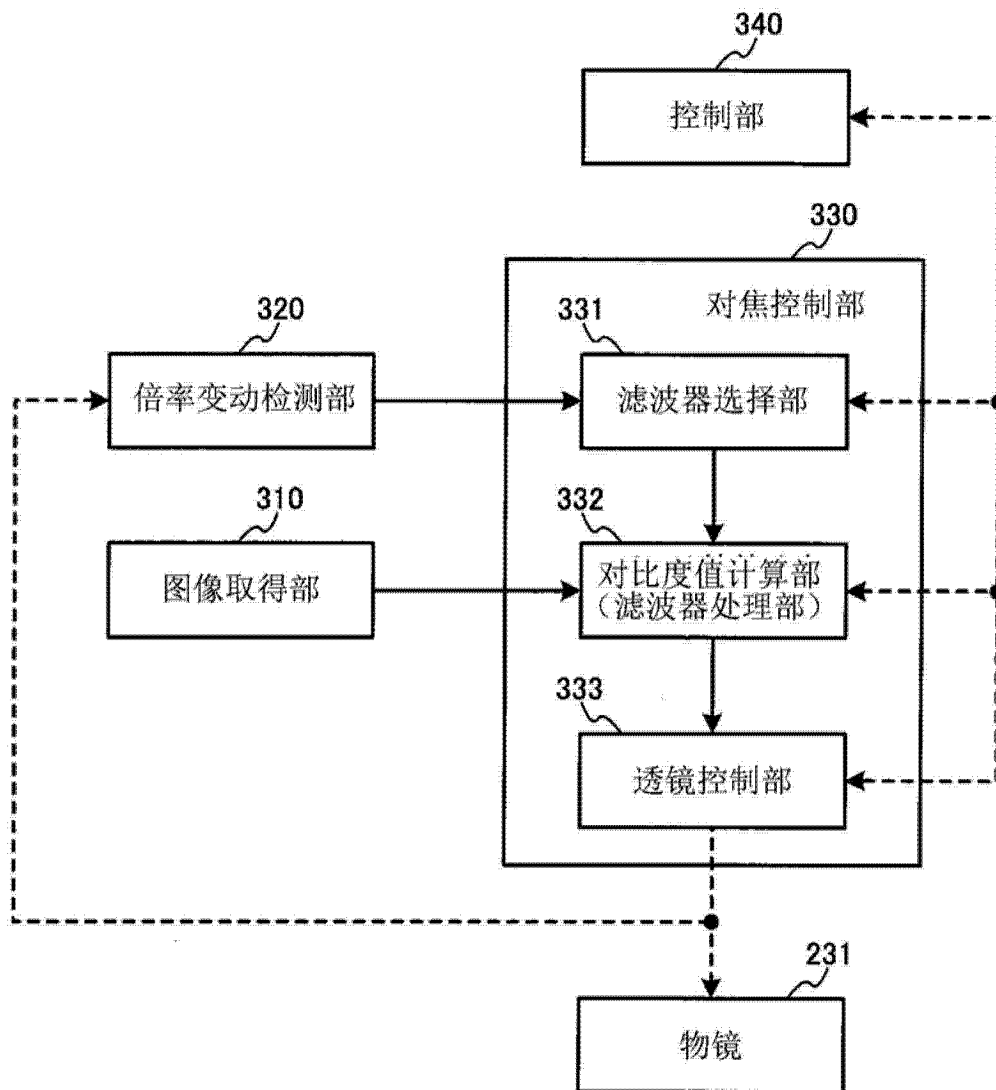 340
控制部
330
对焦控制部
320
倍率变动检测部
331
滤波器选择部
310
图像取得部
332
对比度值计算部
（滤波器处理部）
333
透镜控制部
231
物镜